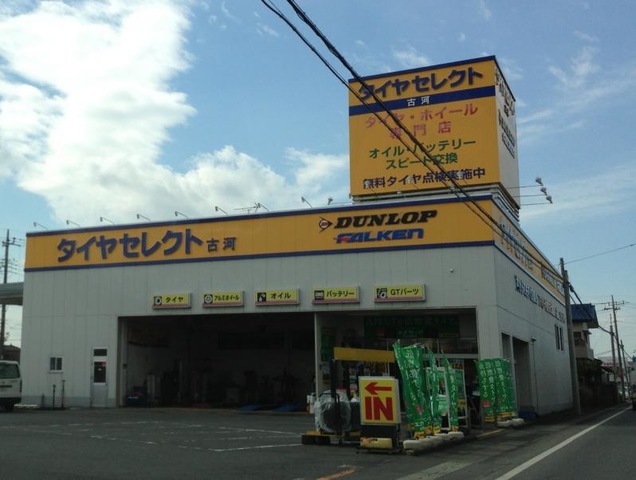 タイヤセレクト
古河
タイヤ・ホイール
専門店
オイル・バッテリー
スピード交換
無料タイヤ点検実施中
タイヤセレクト古河
DUNLOP
FALKEN
タイヤ
アルミホイール
オイル
バッテリー
GTパーツ
IN